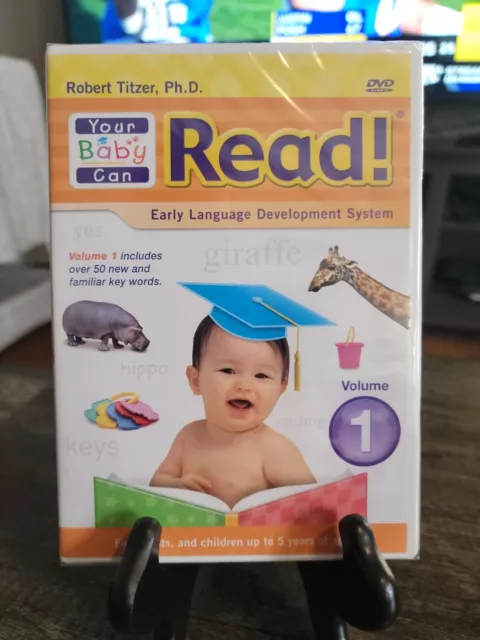 Robert Titzer, Ph.D.
DVD
Your
Baby
Can
Read!®
Early Language Development System
yes
giraffe
Volume 1 includes
over 50 new and
familiar key words.
hippo
Volume
1
keys
and children up to 5 years of